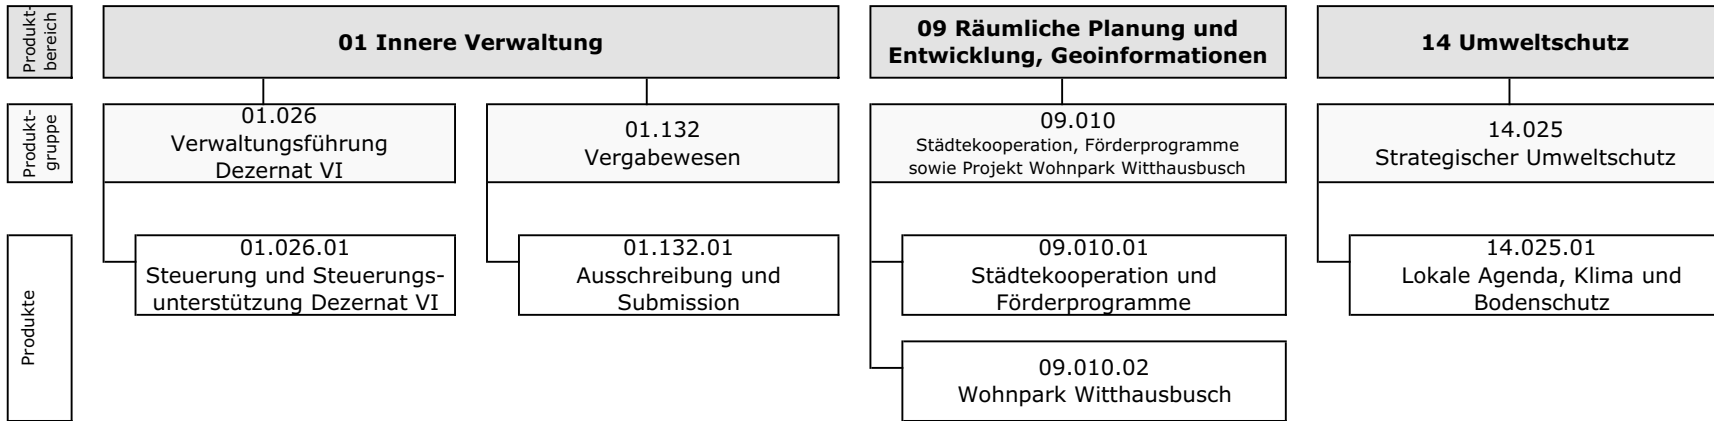 Produkt-
bereich
01 Innere Verwaltung
09 Räumliche Planung und
Entwicklung, Geoinformationen
14 Umweltschutz
Produkt-
gruppe
01.026
Verwaltungsführung
Dezernat VI
01.132
Vergabewesen
09.010
Städtekooperation, Förderprogramme
sowie Projekt Wohnpark Witthausbusch
14.025
Strategischer Umweltschutz
Produkte
01.026.01
Steuerung und Steuerungs-
unterstützung Dezernat VI
01.132.01
Ausschreibung und
Submission
09.010.01
Städtekooperation und
Förderprogramme
14.025.01
Lokale Agenda, Klima und
Bodenschutz
09.010.02
Wohnpark Witthausbusch